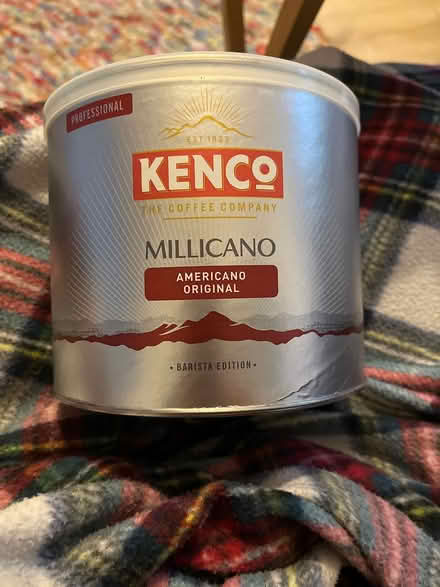 PROFESSIONAL
EST 1923
KENCO
THE COFFEE COMPANY
MILLICANO
AMERICANO
ORIGINAL
• BARISTA EDITION •